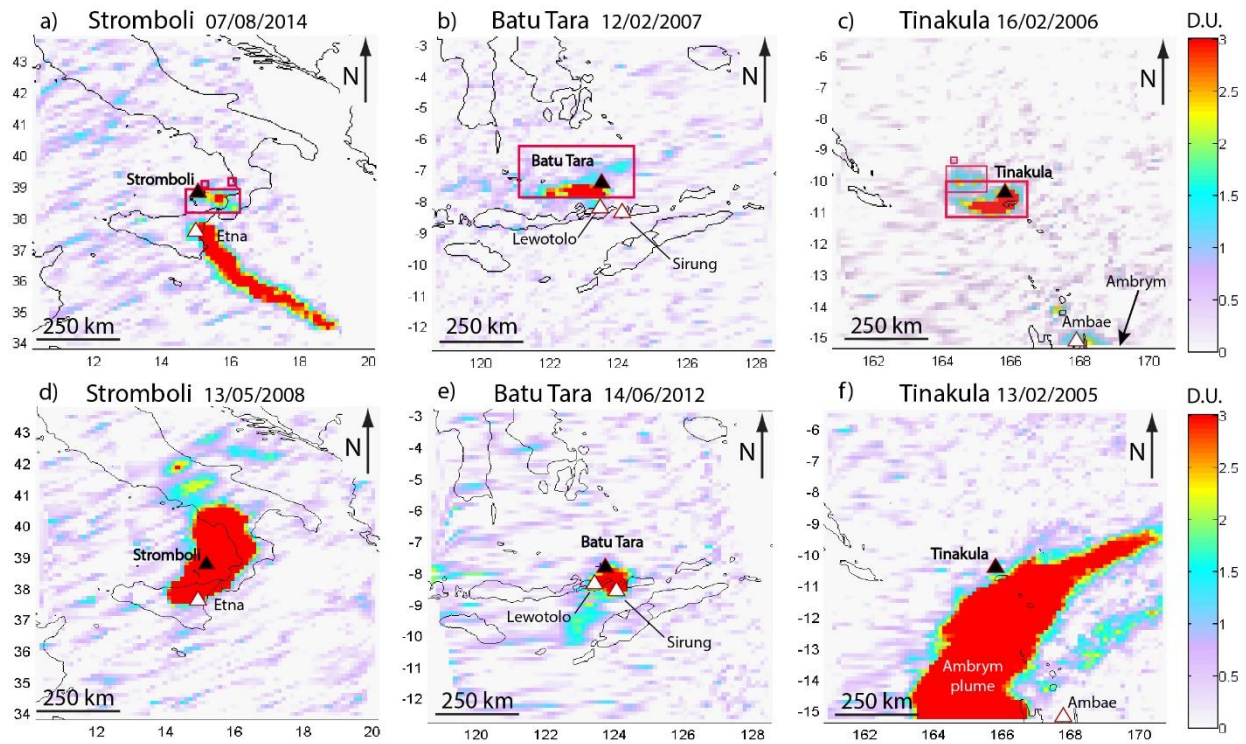 a) Stromboli 07/08/2014
b) Batu Tara 12/02/2007
c) Tinakula 16/02/2006
D.U.
43
42
41
40
39
38
37
36
35
34
N
Stromboli
Etna
250 km
12 14 16 18 20
-3
-4
-5
-6
-7
-8
-9
-10
-11
-12
N
Batu Tara
Lewotolo
Sirung
250 km
120 122 124 126 128
-6
-7
-8
-9
-10
-11
-12
-13
-14
-15
N
Tinakula
Ambrym
Ambae
250 km
162 164 166 168 170
3
2.5
2
1.5
1
0.5
0
d) Stromboli 13/05/2008
e) Batu Tara 14/06/2012
f) Tinakula 13/02/2005
D.U.
43
42
41
40
39
38
37
36
35
34
N
Stromboli
Etna
250 km
12 14 16 18 20
-3
-4
-5
-6
-7
-8
-9
-10
-11
-12
N
Batu Tara
Lewotolo
Sirung
250 km
120 122 124 126 128
-6
-7
-8
-9
-10
-11
-12
-13
-14
-15
N
Tinakula
Ambrym
plume
Ambae
250 km
162 164 166 168 170
3
2.5
2
1.5
1
0.5
0